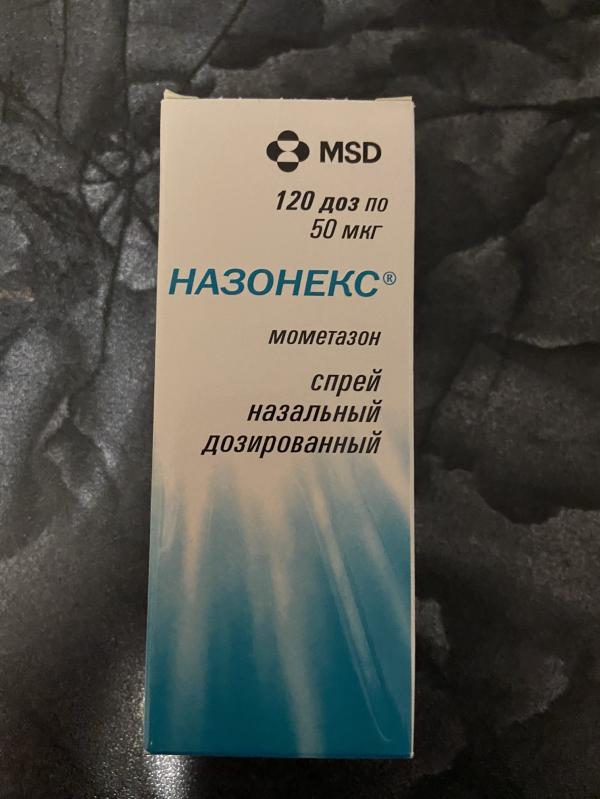 MSD
120 доз по
50 мкг
НАЗОНЕКС®
мометазон
спрей
назальный
дозированный